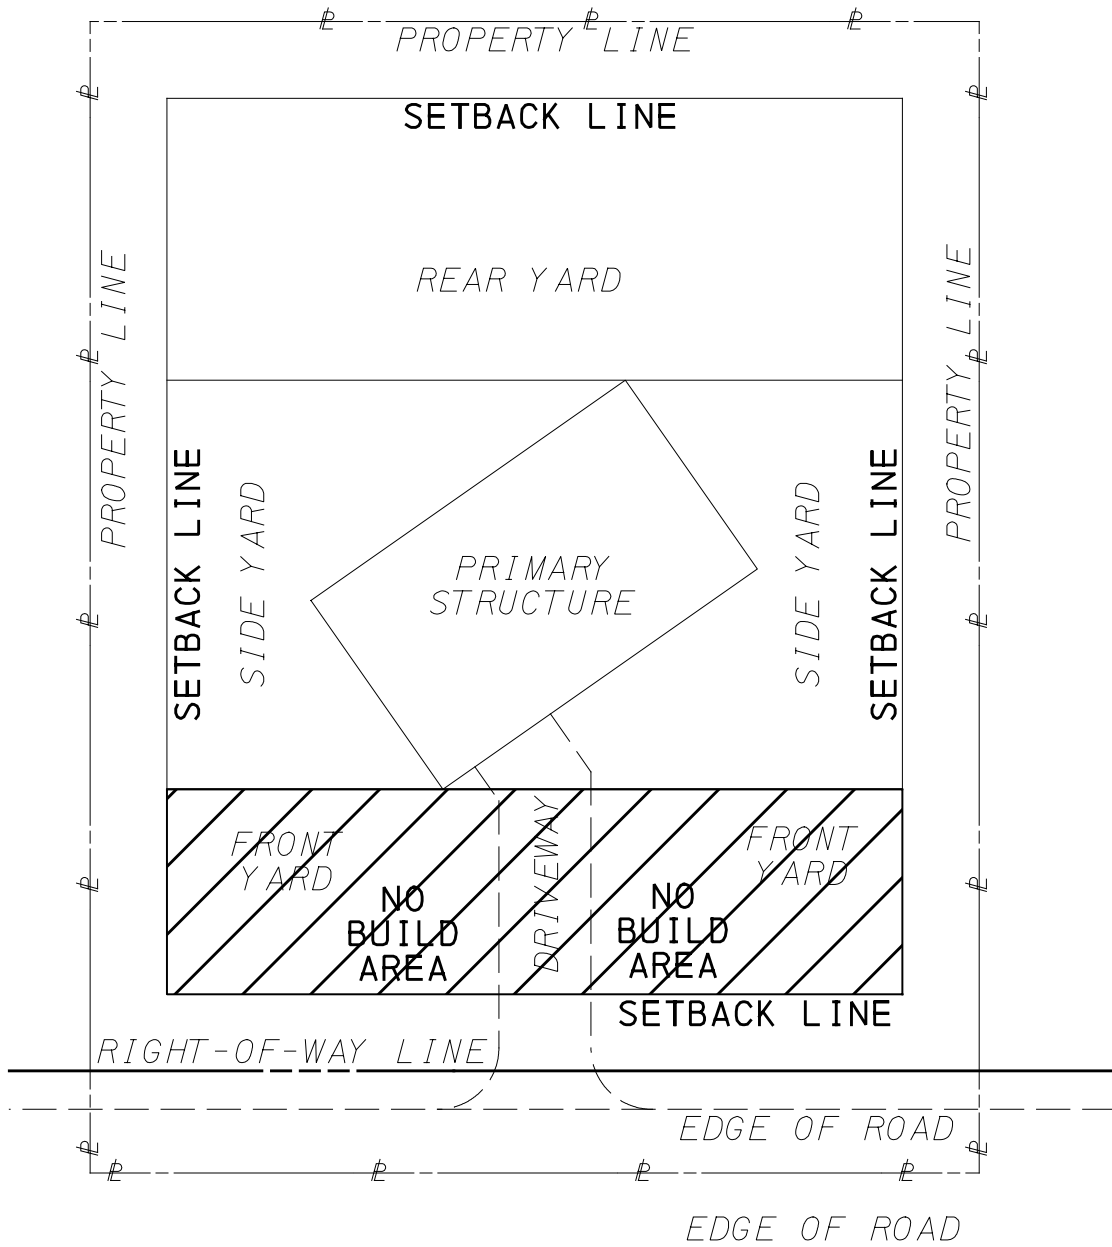 PROPERTY LINE
SETBACK LINE
REAR YARD
PROPERTY LINE
PROPERTY LINE
SETBACK LINE
SIDE YARD
PRIMARY
STRUCTURE
SIDE YARD
SETBACK LINE
FRONT
YARD
NO
BUILD
AREA
DRIVEWAY
FRONT
YARD
NO
BUILD
AREA
SETBACK LINE
RIGHT-OF-WAY LINE
EDGE OF ROAD
EDGE OF ROAD